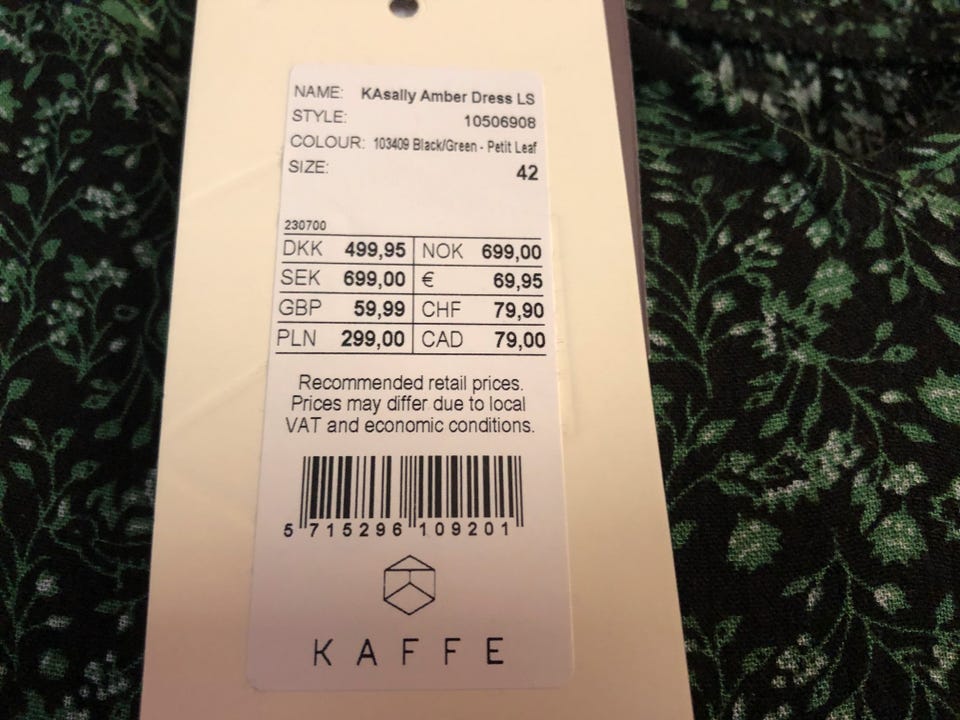 NAME: KAsally Amber Dress LS
STYLE: 10506908
COLOUR: 103409 Black/Green - Petit Leaf
SIZE: 42
230700
DKK 499,95 NOK 699,00
SEK 699,00 € 69,95
GBP 59,99 CHF 79,90
PLN 299,00 CAD 79,00
Recommended retail prices.
Prices may differ due to local
VAT and economic conditions.
5 715296 109201
KAFFE